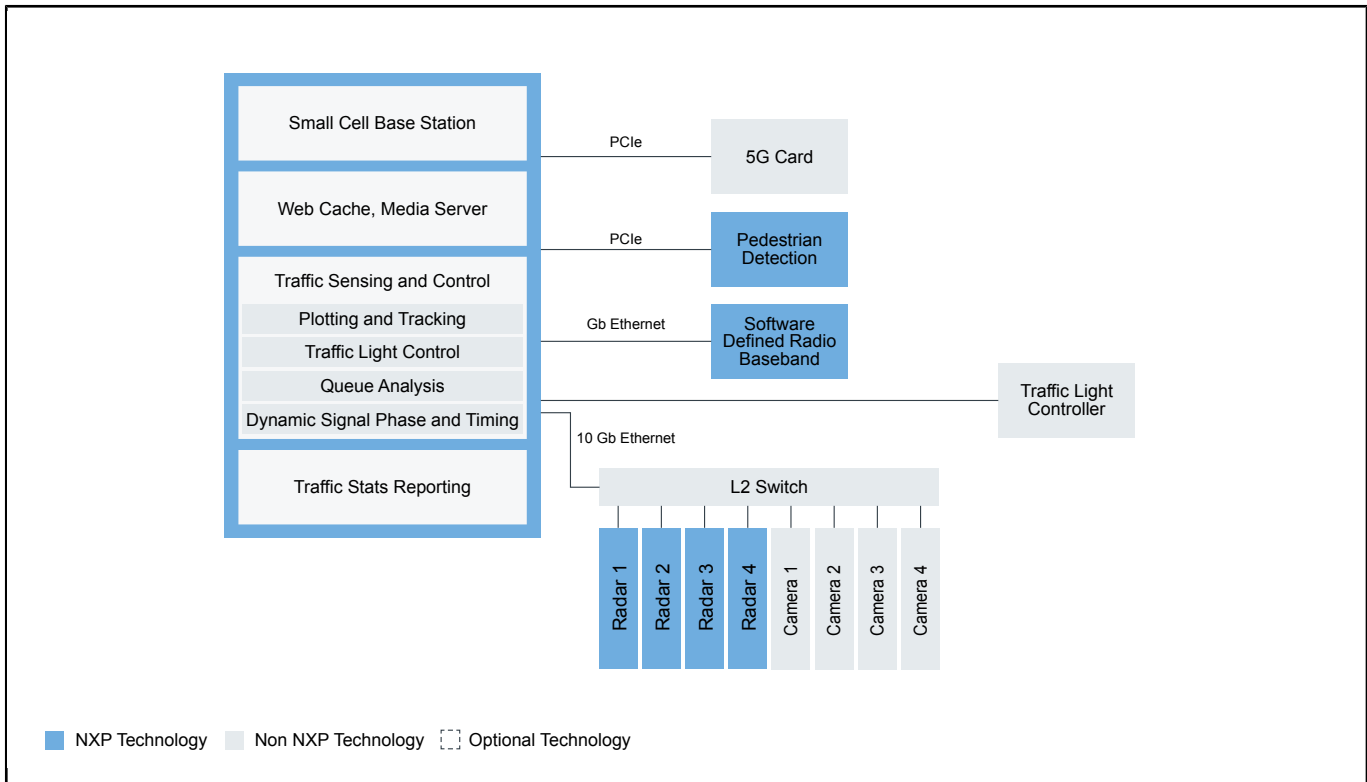 Small Cell Base Station
Web Cache, Media Server
Traffic Sensing and Control
Plotting and Tracking
Traffic Light Control
Queue Analysis
Dynamic Signal Phase and Timing
Traffic Stats Reporting
PCIe
5G Card
PCIe
Pedestrian
Detection
Gb Ethernet
Software
Defined Radio
Baseband
Traffic Light
Controller
10 Gb Ethernet
L2 Switch
Radar 1
Radar 2
Radar 3
Radar 4
Camera 1
Camera 2
Camera 3
Camera 4
NXP Technology
Non NXP Technology
Optional Technology